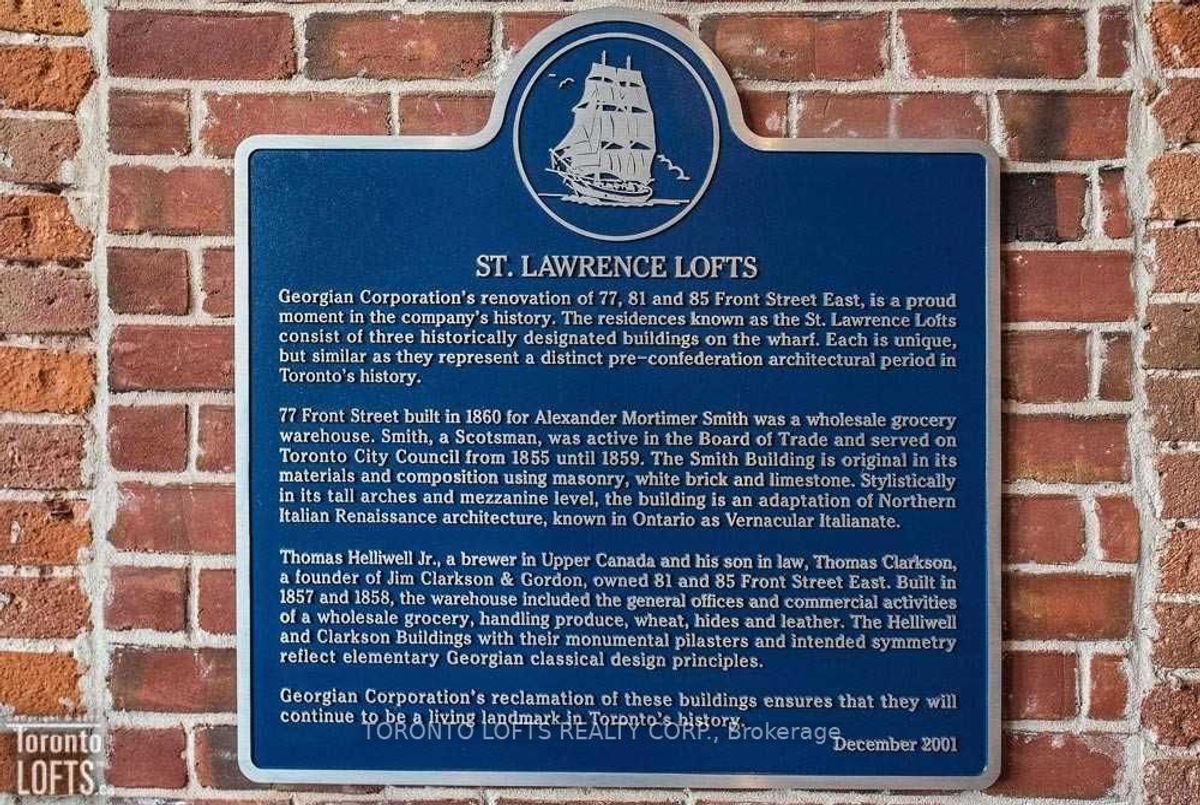 ST. LAWRENCE LOFTS
Georgian Corporation's renovation of 77, 81 and 85 Front Street East, is a proud
moment in the company's history. The residences known as the St. Lawrence Lofts
consist of three historically designated buildings on the wharf. Each is unique,
but similar as they represent a distinct pre-confederation architectural period in
Toronto's history.
77 Front Street built in 1860 for Alexander Mortimer Smith was a wholesale grocery
warehouse. Smith, a Scotsman, was active in the Board of Trade and served on
Toronto City Council from 1855 until 1859. The Smith Building is original in its
materials and composition using masonry, white brick and limestone. Stylistically
in its tall arches and mezzanine level, the building is an adaptation of Northern
Italian Renaissance architecture, known in Ontario as Vernacular Italianate.
Thomas Helliwell Jr., a brewer in Upper Canada and his son in law, Thomas Clarkson,
a founder of Jim Clarkson & Gordon, owned 81 and 85 Front Street East. Built in
1857 and 1858, the warehouse included the general offices and commercial activities
of a wholesale grocery, handling produce, wheat, hides and leather. The Helliwell
and Clarkson Buildings with their monumental pilasters and intended symmetry
reflect elementary Georgian classical design principles.
Georgian Corporation's reclamation of these buildings ensures that they will
continue to be a living landmark in Toronto's history.
TORONTO LOFTS REALTY CORP., Brokerage
December 2001
Toronto
LOFTS.ca